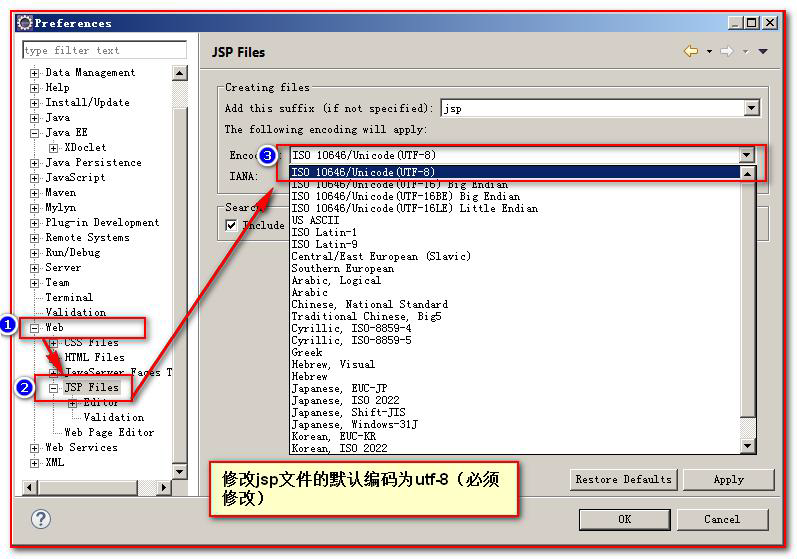 Preferences
type filter text
JSP Files
Data Management
Help
Install/Update
Java
Java EE
XDoclet
Java Persistence
JavaScript
Maven
Mylyn
Plug-in Development
Remote Systems
Run/Debug
Server
Team
Terminal
Validation
1
Web
CSS Files
HTML Files
JavaServer Faces T
2
JSP Files
Editor
Validation
Web Page Editor
Web Services
XML
Creating files
Add this suffix (if not specified): jsp
The following encoding will apply:
3
ISO 10646/Unicode(UTF-8)
IANA:
Include
ISO 10646/Unicode(UTF-8)
ISO 10646/Unicode(UTF-16) Big Endian
ISO 10646/Unicode(UTF-16BE) Big Endian
ISO 10646/Unicode(UTF-16LE) Little Endian
US ASCII
ISO Latin-1
ISO Latin-9
Central/East European (Slavic)
Southern European
Arabic, Logical
Arabic
Chinese, National Standard
Traditional Chinese, Big5
Cyrillic, ISO-8859-4
Cyrillic, ISO-8859-5
Greek
Hebrew, Visual
Hebrew
Japanese, EUC-JP
Japanese, ISO 2022
Japanese, Shift-JIS
Japanese, Windows-31J
Korean, EUC-KR
Korean, ISO 2022
修改jsp文件的默认编码为utf-8（必须
修改）
Restore Defaults
Apply
?
OK
Cancel